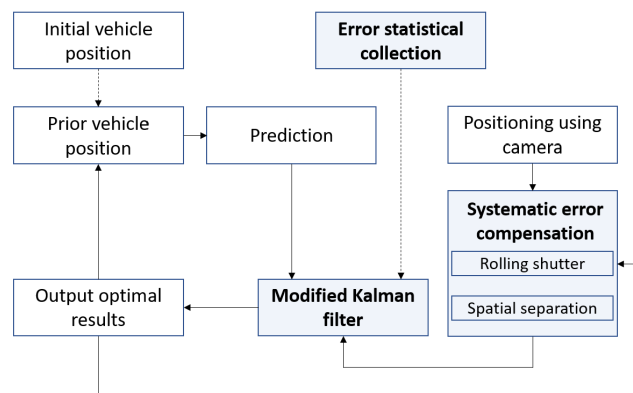 Initial vehicle
position
Error statistical
collection
Prior vehicle
position
Prediction
Positioning using
camera
Systematic error
compensation
Rolling shutter
Spatial separation
Output optimal
results
Modified Kalman
filter